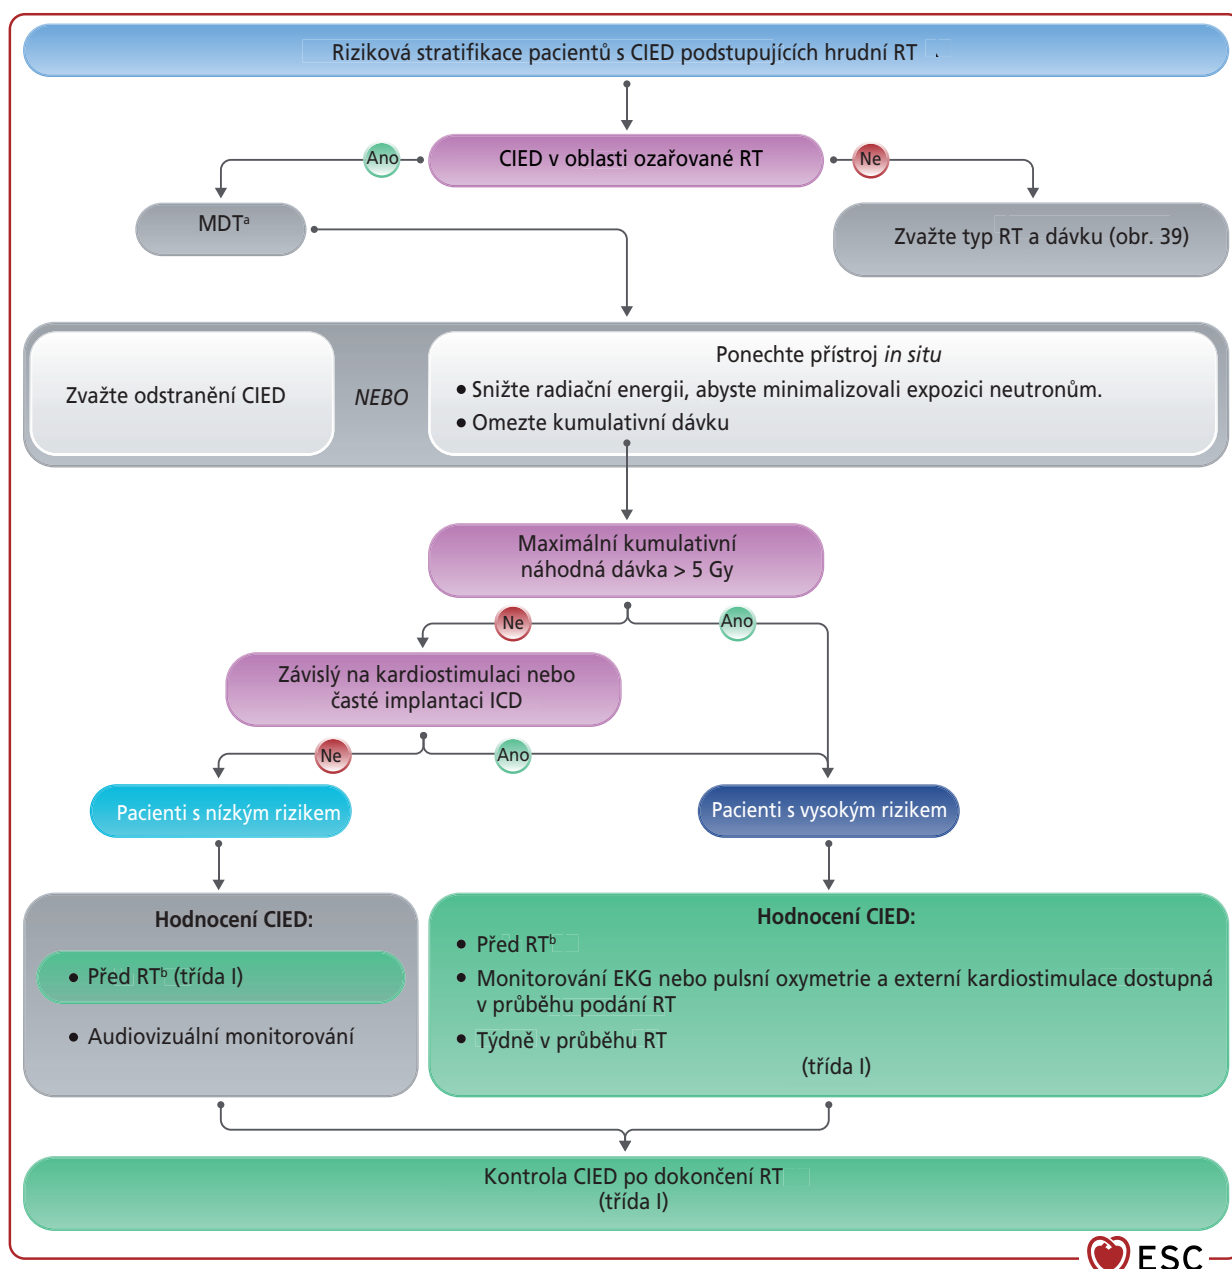 Riziková stratifikace pacientů s CIED podstupujících hrudní RT
CIED v oblasti ozařované RT
Ano
Ne
MDTᵃ
Zvažte typ RT a dávku (obr. 39)
Zvažte odstranění CIED
NEBO
Ponechte přístroj in situ
• Snižte radiační energii, abyste minimalizovali expozici neutronům.
• Omezte kumulativní dávku
Maximální kumulativní
náhodná dávka > 5 Gy
Ne
Ano
Závislý na kardiostimulaci nebo
časté implantaci ICD
Ne
Ano
Pacienti s nízkým rizikem
Pacienti s vysokým rizikem
Hodnocení CIED:
• Před RTᵇ (třída I)
• Audiovizuální monitorování
Hodnocení CIED:
• Před RTᵇ
• Monitorování EKG nebo pulsní oxymetrie a externí kardiostimulace dostupná
v průběhu podání RT
• Týdně v průběhu RT
(třída I)
Kontrola CIED po dokončení RT
(třída I)
ESC